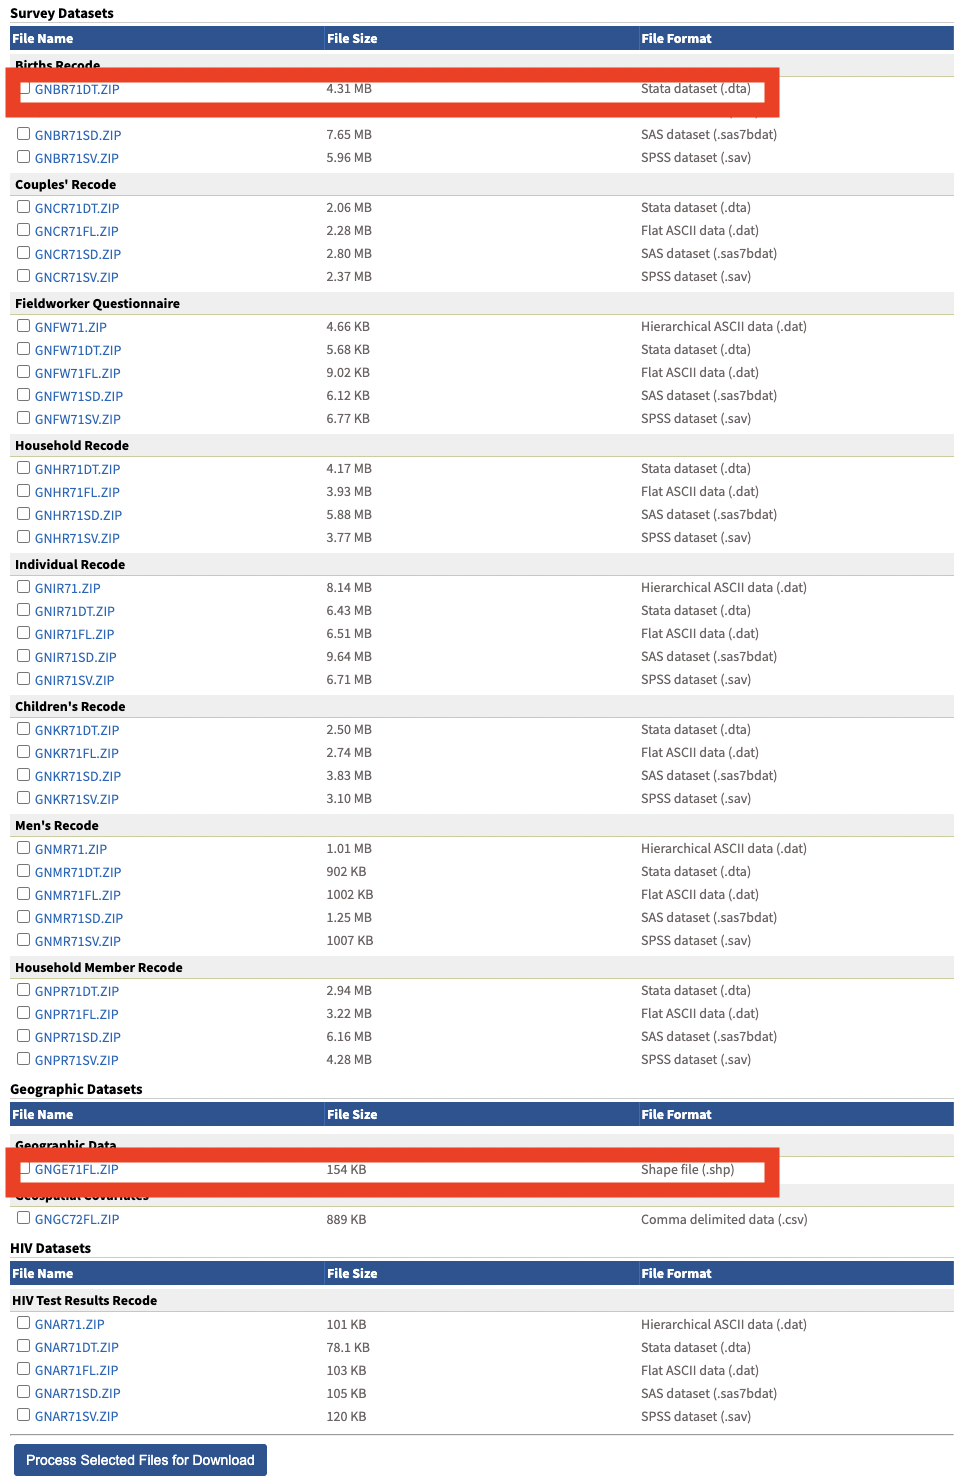 Survey Datasets
File Name File Size File Format
Births Recode
GNBR71DT.ZIP 4.31 MB Stata dataset (.dta)
GNBR71SD.ZIP 7.65 MB SAS dataset (.sas7bdat)
GNBR71SV.ZIP 5.96 MB SPSS dataset (.sav)
Couples' Recode
GNCR71DT.ZIP 2.06 MB Stata dataset (.dta)
GNCR71FL.ZIP 2.28 MB Flat ASCII data (.dat)
GNCR71SD.ZIP 2.80 MB SAS dataset (.sas7bdat)
GNCR71SV.ZIP 2.37 MB SPSS dataset (.sav)
Fieldworker Questionnaire
GNFW71.ZIP 4.66 KB Hierarchical ASCII data (.dat)
GNFW71DT.ZIP 5.68 KB Stata dataset (.dta)
GNFW71FL.ZIP 9.02 KB Flat ASCII data (.dat)
GNFW71SD.ZIP 6.12 KB SAS dataset (.sas7bdat)
GNFW71SV.ZIP 6.77 KB SPSS dataset (.sav)
Household Recode
GNHR71DT.ZIP 4.17 MB Stata dataset (.dta)
GNHR71FL.ZIP 3.93 MB Flat ASCII data (.dat)
GNHR71SD.ZIP 5.88 MB SAS dataset (.sas7bdat)
GNHR71SV.ZIP 3.77 MB SPSS dataset (.sav)
Individual Recode
GNIR71.ZIP 8.14 MB Hierarchical ASCII data (.dat)
GNIR71DT.ZIP 6.43 MB Stata dataset (.dta)
GNIR71FL.ZIP 6.51 MB Flat ASCII data (.dat)
GNIR71SD.ZIP 9.64 MB SAS dataset (.sas7bdat)
GNIR71SV.ZIP 6.71 MB SPSS dataset (.sav)
Children's Recode
GNKR71DT.ZIP 2.50 MB Stata dataset (.dta)
GNKR71FL.ZIP 2.74 MB Flat ASCII data (.dat)
GNKR71SD.ZIP 3.83 MB SAS dataset (.sas7bdat)
GNKR71SV.ZIP 3.10 MB SPSS dataset (.sav)
Men's Recode
GNMR71.ZIP 1.01 MB Hierarchical ASCII data (.dat)
GNMR71DT.ZIP 902 KB Stata dataset (.dta)
GNMR71FL.ZIP 1002 KB Flat ASCII data (.dat)
GNMR71SD.ZIP 1.25 MB SAS dataset (.sas7bdat)
GNMR71SV.ZIP 1007 KB SPSS dataset (.sav)
Household Member Recode
GNPR71DT.ZIP 2.94 MB Stata dataset (.dta)
GNPR71FL.ZIP 3.22 MB Flat ASCII data (.dat)
GNPR71SD.ZIP 6.16 MB SAS dataset (.sas7bdat)
GNPR71SV.ZIP 4.28 MB SPSS dataset (.sav)
Geographic Datasets
File Name File Size File Format
Geographic Data
GNGE71FL.ZIP 154 KB Shape file (.shp)
Geospatial Covariates
GNGC72FL.ZIP 889 KB Comma delimited data (.csv)
HIV Datasets
File Name File Size File Format
HIV Test Results Recode
GNAR71.ZIP 101 KB Hierarchical ASCII data (.dat)
GNAR71DT.ZIP 78.1 KB Stata dataset (.dta)
GNAR71FL.ZIP 103 KB Flat ASCII data (.dat)
GNAR71SD.ZIP 105 KB SAS dataset (.sas7bdat)
GNAR71SV.ZIP 120 KB SPSS dataset (.sav)
Process Selected Files for Download